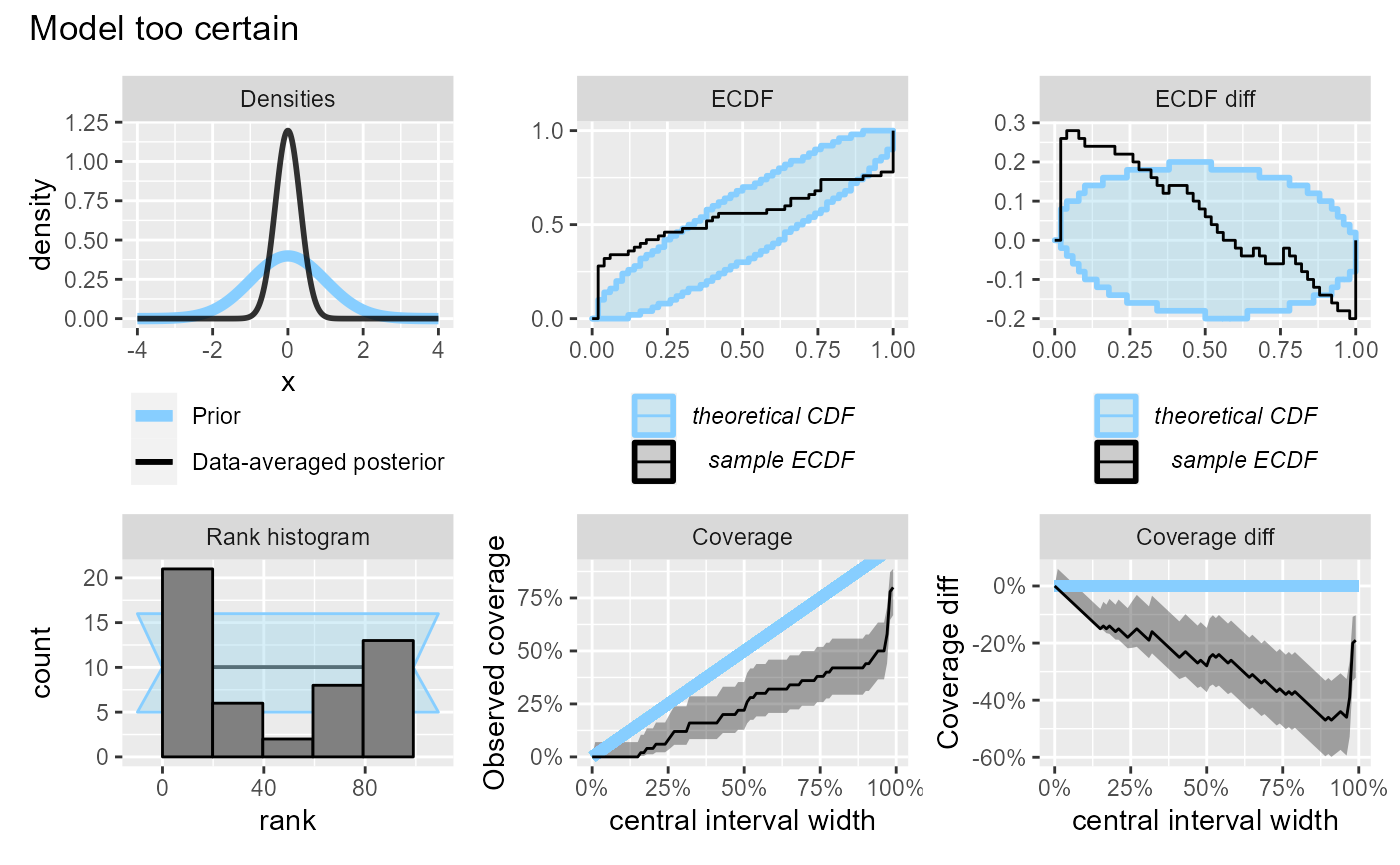 Model too certain
Densities
ECDF
ECDF diff
density
1.25
1.00
0.75
0.50
0.25
0.00
-4
-2
0
2
4
x
1.0
0.5
0.0
0.00
0.25
0.50
0.75
1.00
0.3
0.2
0.1
0.0
-0.1
-0.2
0.00
0.25
0.50
0.75
1.00
Prior
Data-averaged posterior
theoretical CDF
sample ECDF
theoretical CDF
sample ECDF
Rank histogram
Coverage
Coverage diff
count
20
15
10
5
0
0
40
80
rank
Observed coverage
75%
50%
25%
0%
0%
25%
50%
75%
100%
central interval width
Coverage diff
0%
-20%
-40%
-60%
0%
25%
50%
75%
100%
central interval width